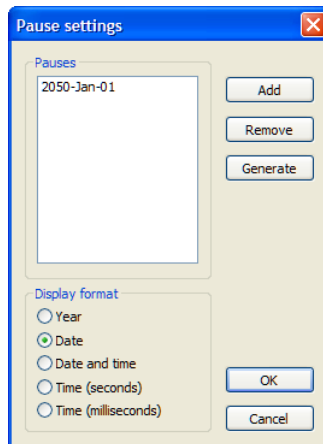 Pause settings
Pauses
2050-Jan-01
Add
Remove
Generate
Display format
Year
Date
Date and time
Time (seconds)
Time (milliseconds)
OK
Cancel